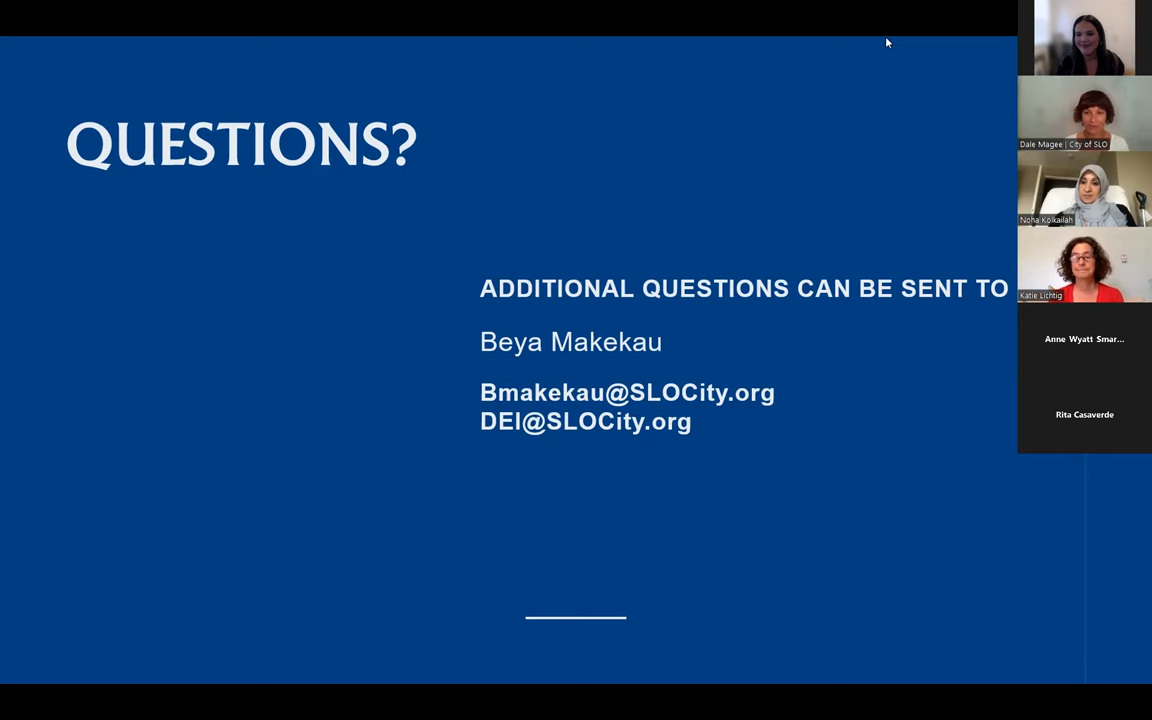 QUESTIONS?
ADDITIONAL QUESTIONS CAN BE SENT TO
Beya Makekau
Bmakekau@SLOCity.org
DEI@SLOCity.org
Dale Magee | City of SLO
Noha Kolkailah
Katie Lichtig
Anne Wyatt Smar...
Rita Casaverde